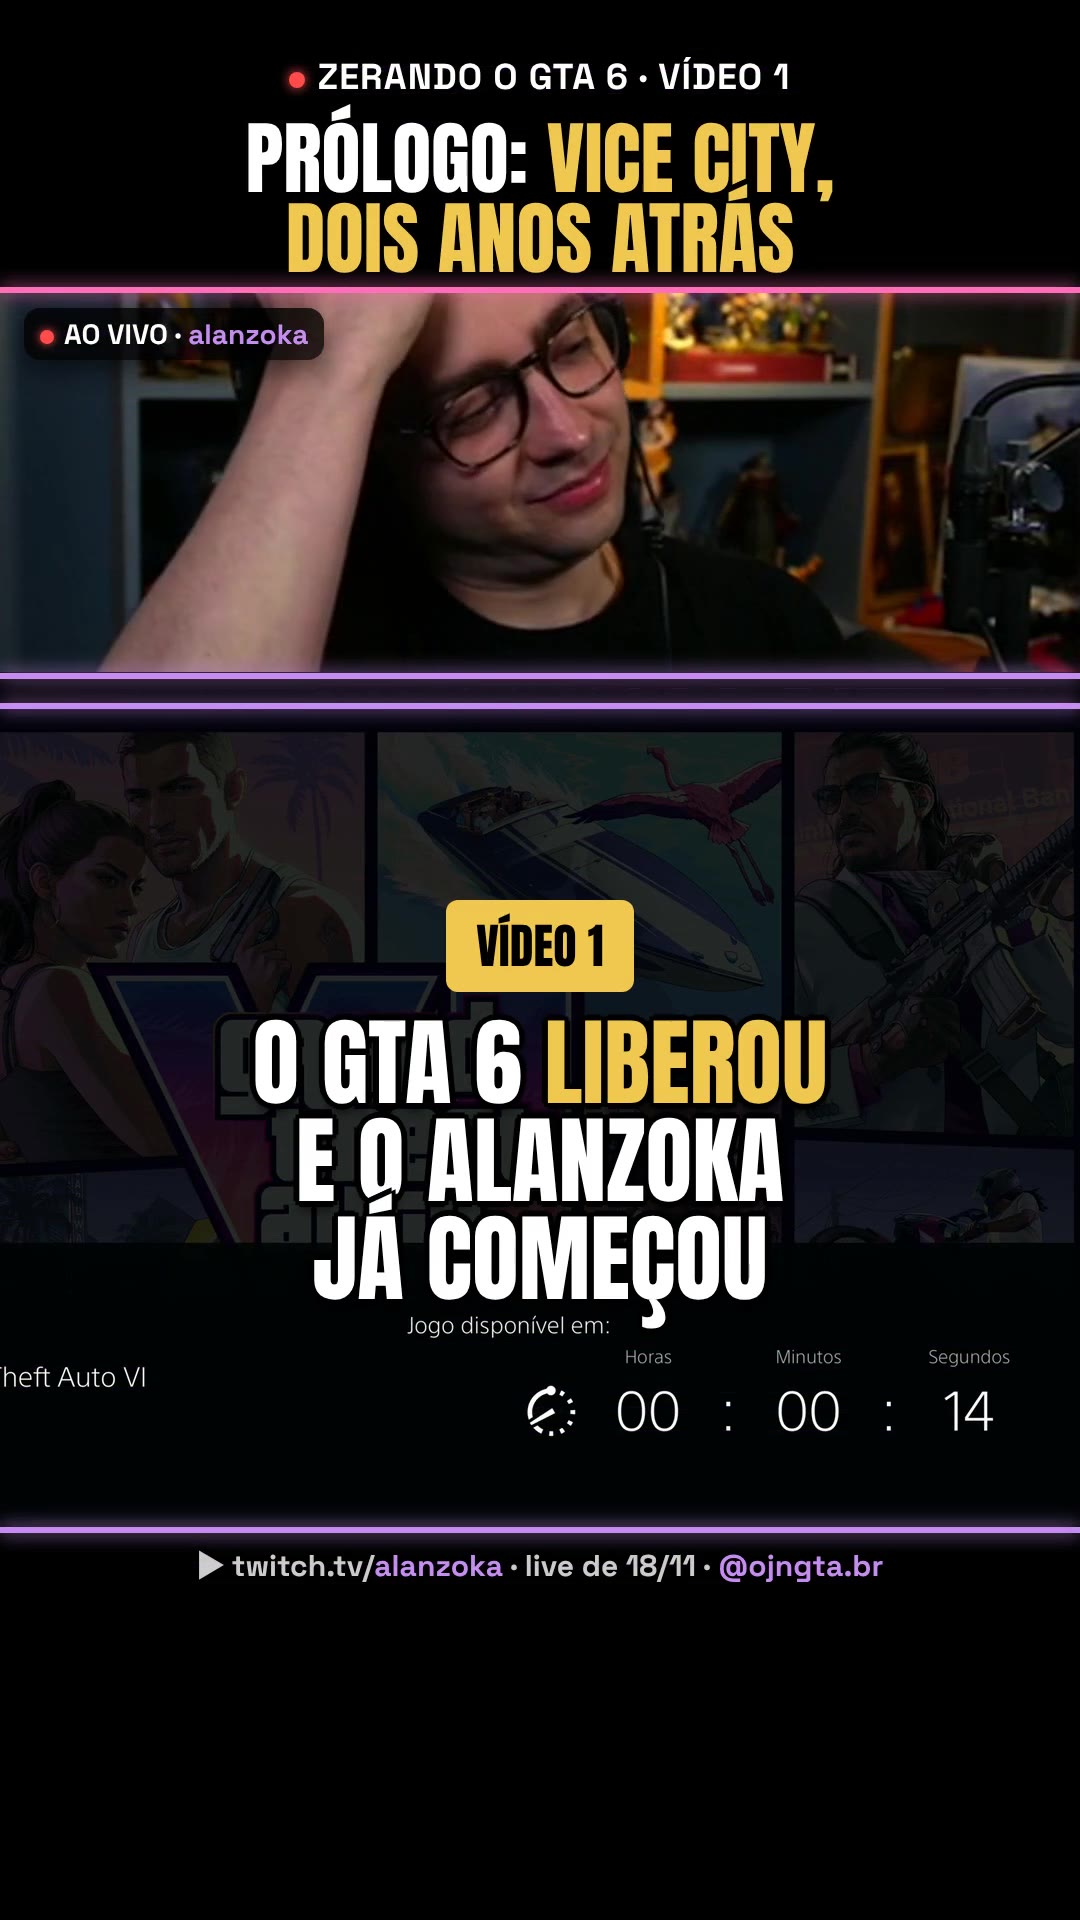 ZERANDO O GTA 6 · VÍDEO 1
PRÓLOGO: VICE CITY,
DOIS ANOS ATRÁS
AO VIVO · alanzoka
VÍDEO 1
O GTA 6 LIBEROU
E O ALANZOKA
JÁ COMEÇOU
Jogo disponível em:
Horas Minutos Segundos
Theft Auto VI
00 : 00 : 14
twitch.tv/alanzoka · live de 18/11 · @ojngta.br